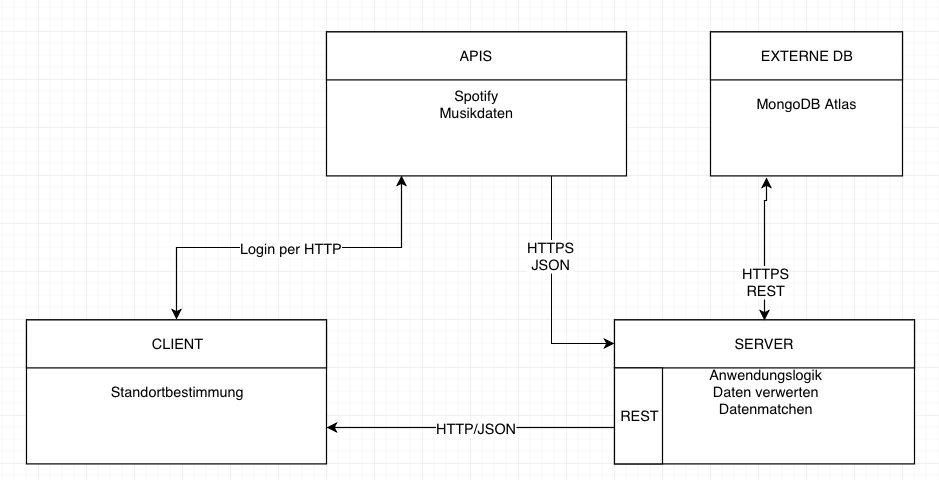 APIS
Spotify
Musikdaten
EXTERNE DB
MongoDB Atlas
Login per HTTP
HTTPS
JSON
HTTPS
REST
CLIENT
Standortbestimmung
SERVER
Anwendungslogik
Daten verwerten
Datenmatchen
REST
HTTP/JSON